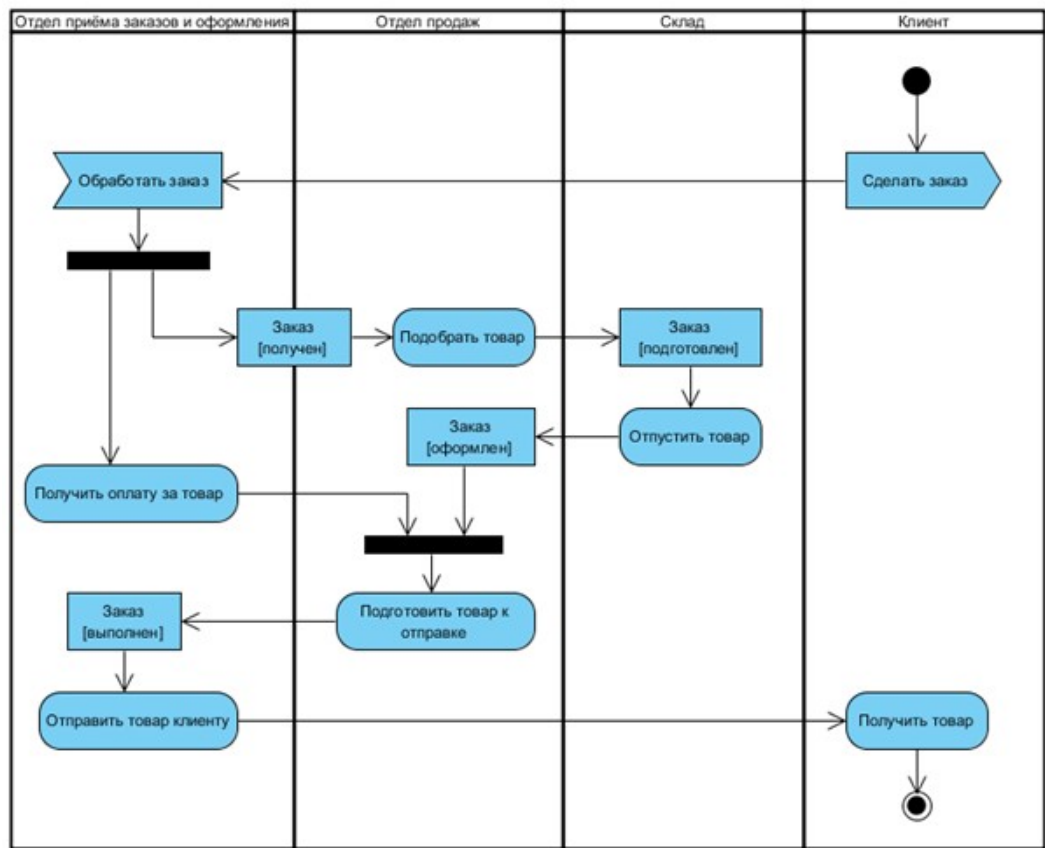 Отдел приёма заказов и оформления
Отдел продаж
Склад
Клиент
Обработать заказ
Сделать заказ
Заказ
[получен]
Подобрать товар
Заказ
[подготовлен]
Заказ
[оформлен]
Отпустить товар
Получить оплату за товар
Заказ
[выполнен]
Подготовить товар к
отправке
Отправить товар клиенту
Получить товар